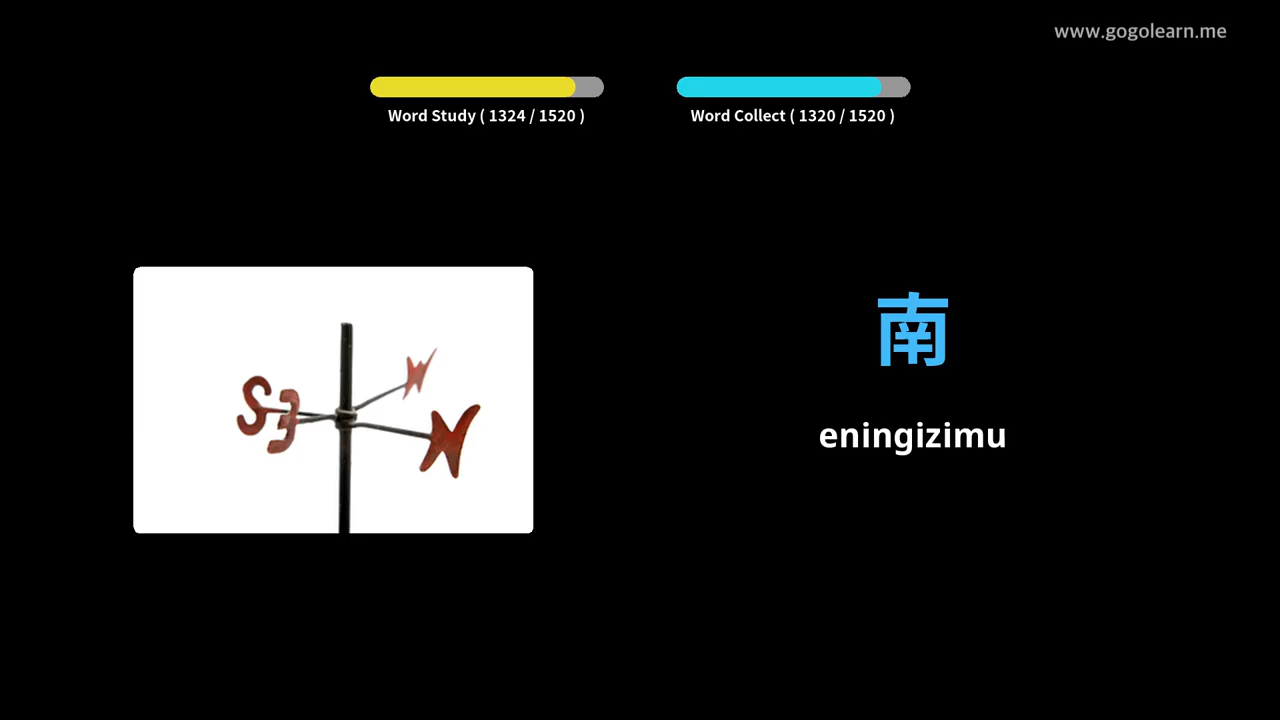 www.gogolearn.me
Word Study ( 1324 / 1520 )
Word Collect ( 1320 / 1520 )
S E N
南
eningizimu